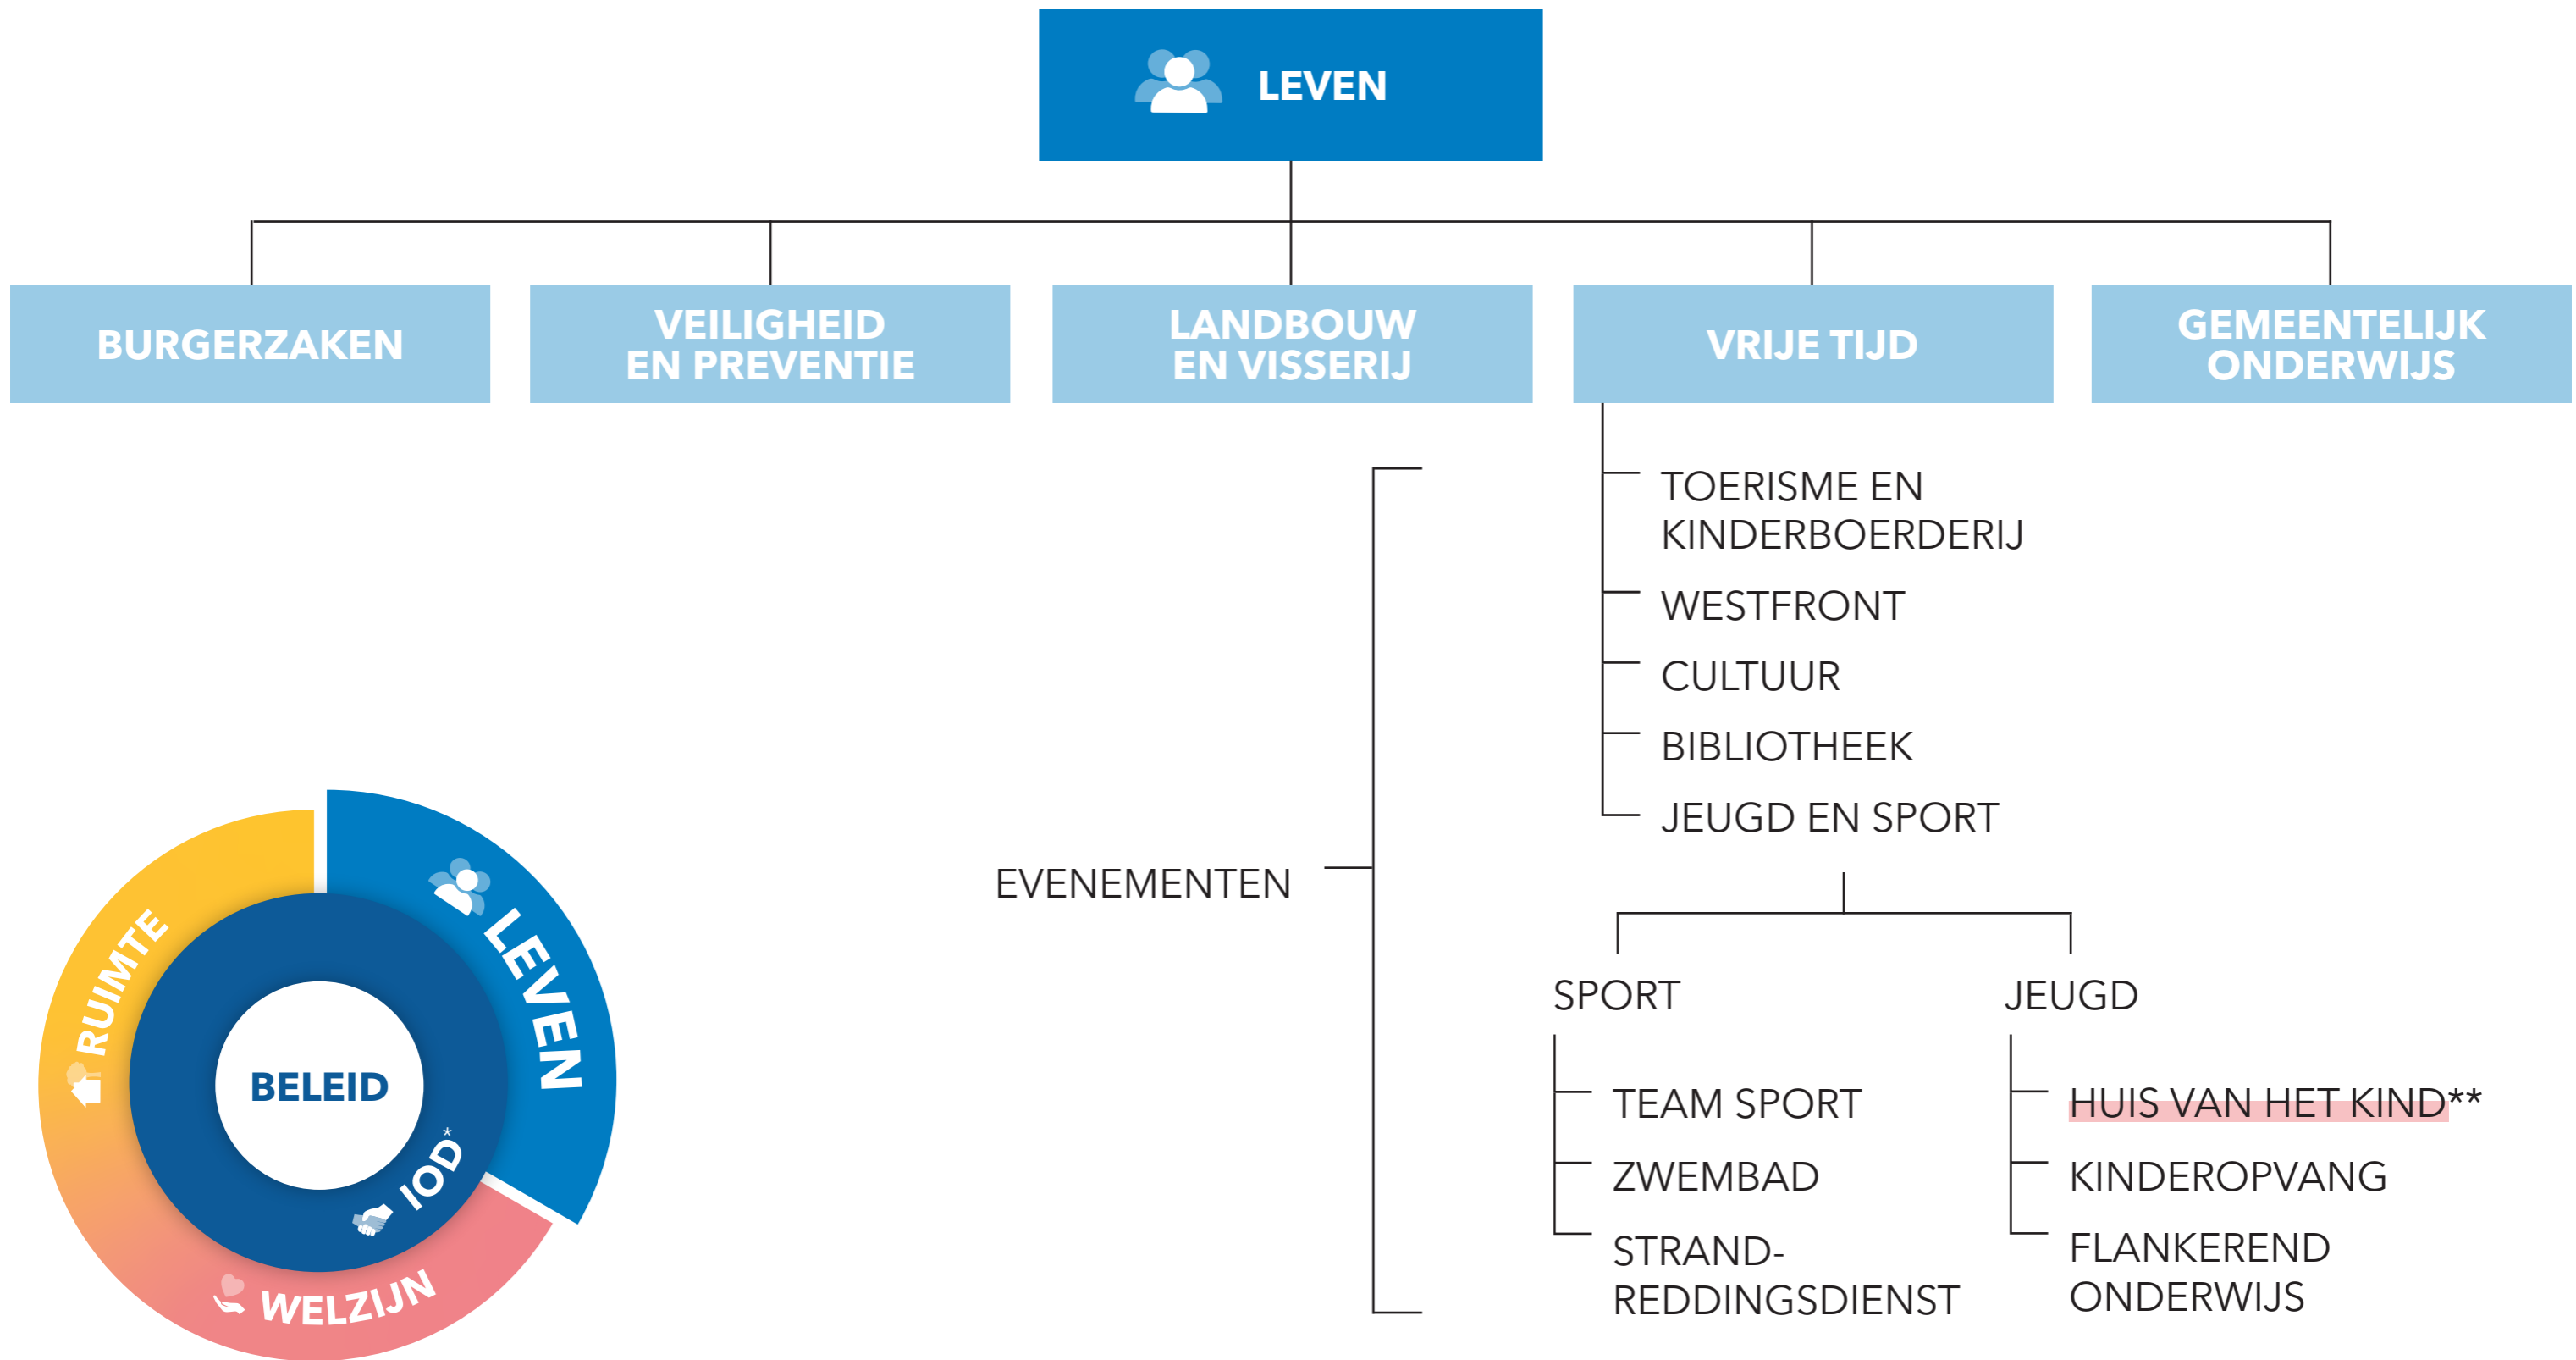 LEVEN
BURGERZAKEN
VEILIGHEID
EN PREVENTIE
LANDBOUW
EN VISSERIJ
VRIJE TIJD
GEMEENTELIJK
ONDERWIJS
TOERISME EN
KINDERBOERDERIJ
WESTFRONT
CULTUUR
BIBLIOTHEEK
JEUGD EN SPORT
EVENEMENTEN
SPORT
TEAM SPORT
ZWEMBAD
STRAND-
REDDINGSDIENST
JEUGD
HUIS VAN HET KIND**
KINDEROPVANG
FLANKEREND
ONDERWIJS
RUIMTE
LEVEN
BELEID
IOD*
WELZIJN